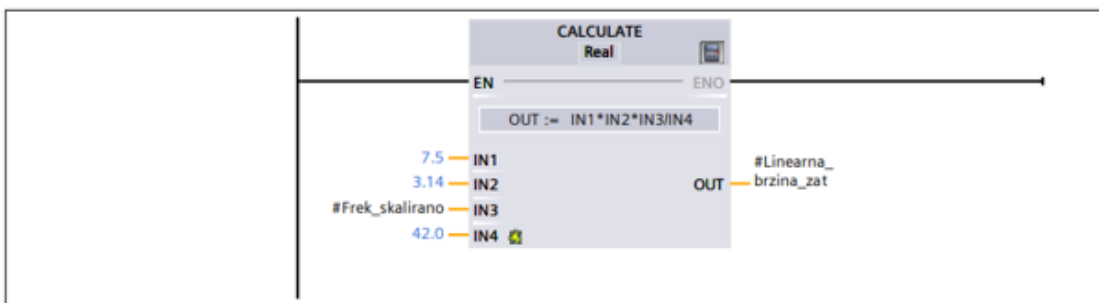 CALCULATE
Real
EN
ENO
OUT := IN1*IN2*IN3/IN4
7.5
IN1
3.14
IN2
#Frek_skalirano
IN3
42.0
IN4
OUT
#Linearna_
brzina_zat